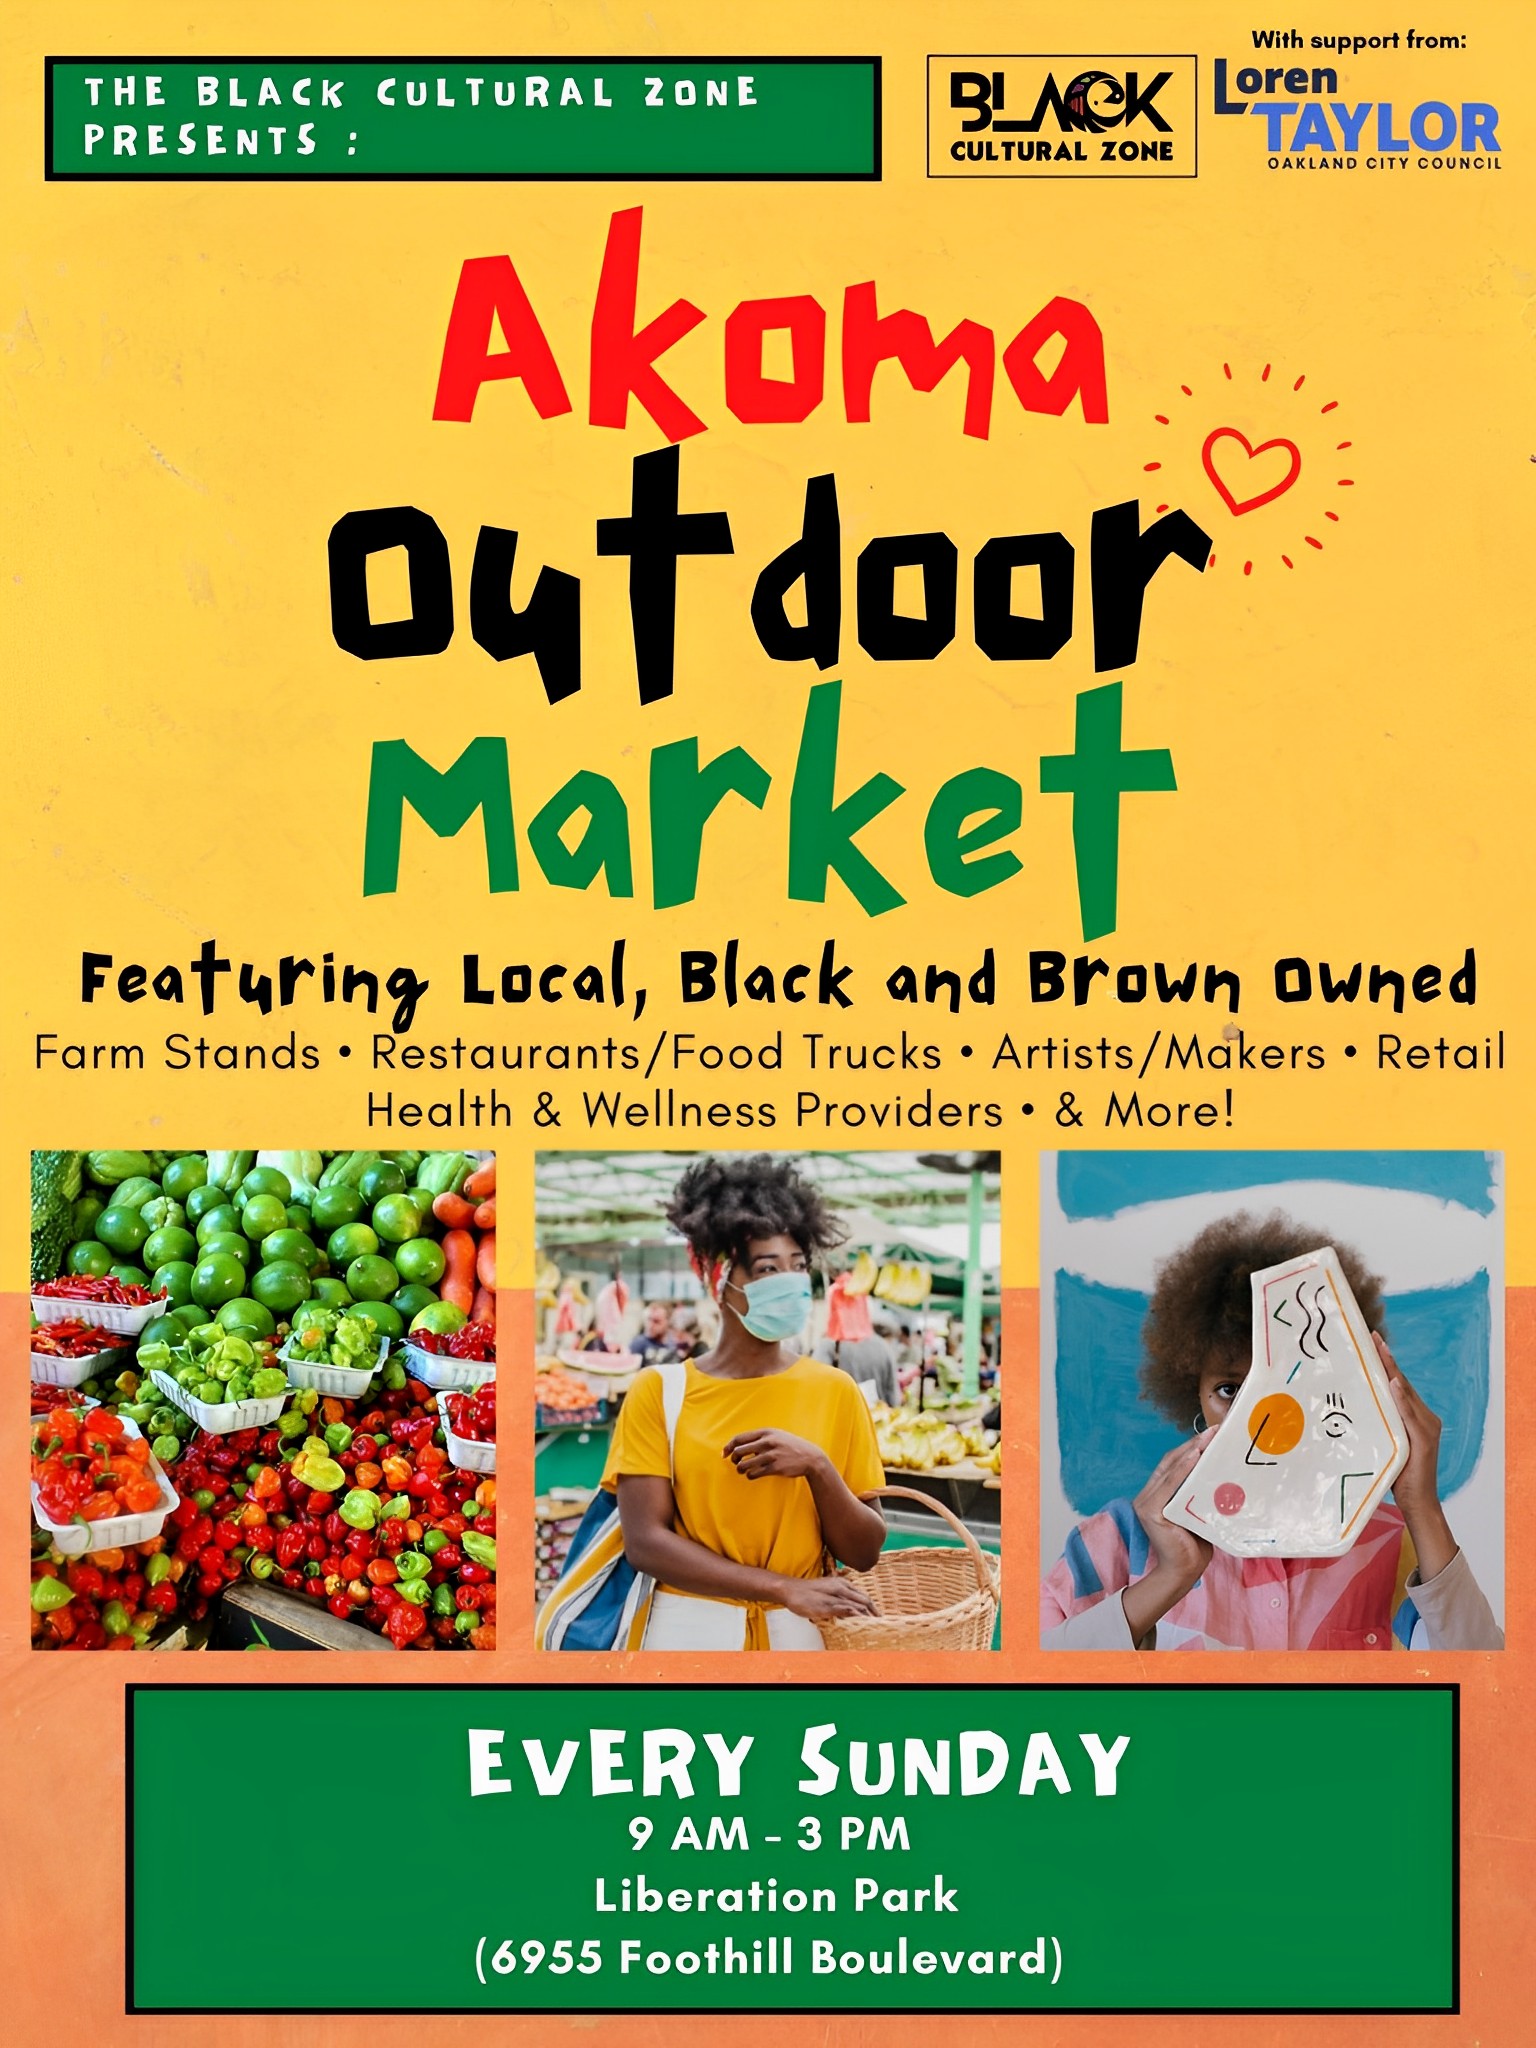 THE BLACK CULTURAL ZONE
PRESENTS :
BLACK
CULTURAL ZONE
With support from:
Loren
TAYLOR
OAKLAND CITY COUNCIL
Akoma
Outdoor
Market
Featuring Local, Black and Brown Owned
Farm Stands • Restaurants/Food Trucks • Artists/Makers • Retail
Health & Wellness Providers • & More!
EVERY SUNDAY
9 AM - 3 PM
Liberation Park
(6955 Foothill Boulevard)